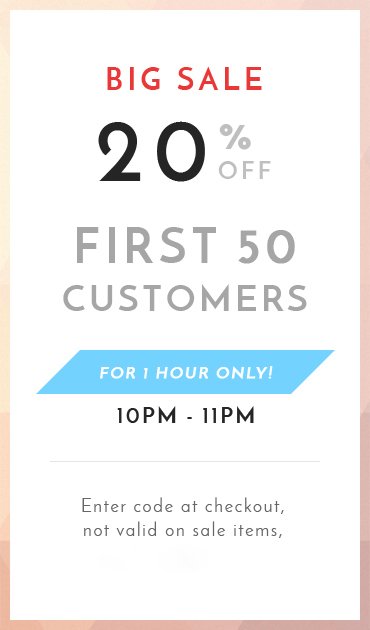 BIG SALE
20% OFF
FIRST 50
CUSTOMERS
FOR 1 HOUR ONLY!
10PM - 11PM
Enter code at checkout,
not valid on sale items,